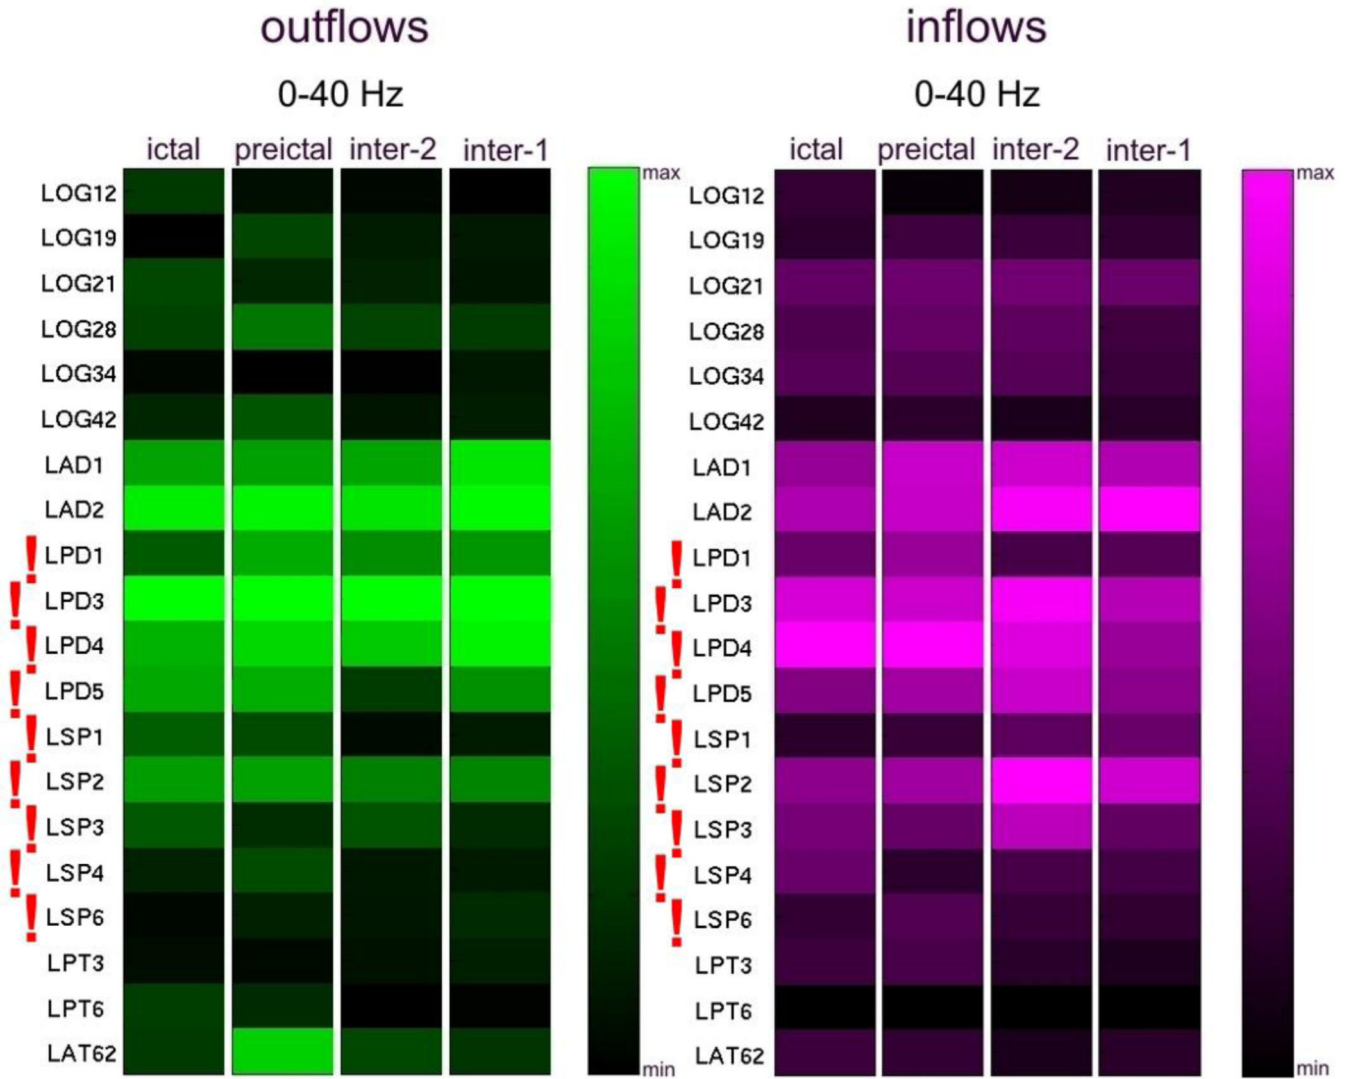 outflows inflows
0-40 Hz 0-40 Hz
ictal preictal inter-2 inter-1 ictal preictal inter-2 inter-1
max max
LOG12 LOG12
LOG19 LOG19
LOG21 LOG21
LOG28 LOG28
LOG34 LOG34
LOG42 LOG42
LAD1 LAD1
LAD2 LAD2
! LPD1 ! LPD1
! LPD3 ! LPD3
! LPD4 ! LPD4
! LPD5 ! LPD5
! LSP1 ! LSP1
! LSP2 ! LSP2
! LSP3 ! LSP3
! LSP4 ! LSP4
! LSP6 ! LSP6
LPT3 LPT3
LPT6 LPT6
LAT62 LAT62
min min